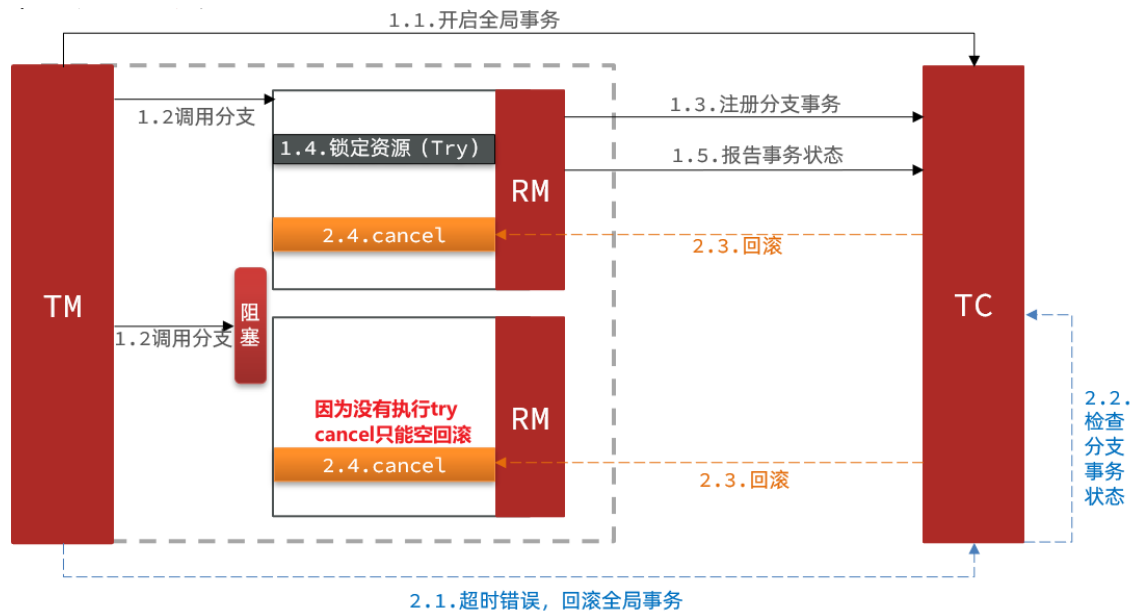 1.1.开启全局事务
1.2调用分支
1.3.注册分支事务
1.4.锁定资源（Try）
1.5.报告事务状态
RM
2.4.cancel
2.3.回滚
TM
阻
塞
TC
1.2调用分支
因为没有执行try
cancel只能空回滚
RM
2.4.cancel
2.3.回滚
2.2.
检查
分支
事务
状态
2.1.超时错误，回滚全局事务